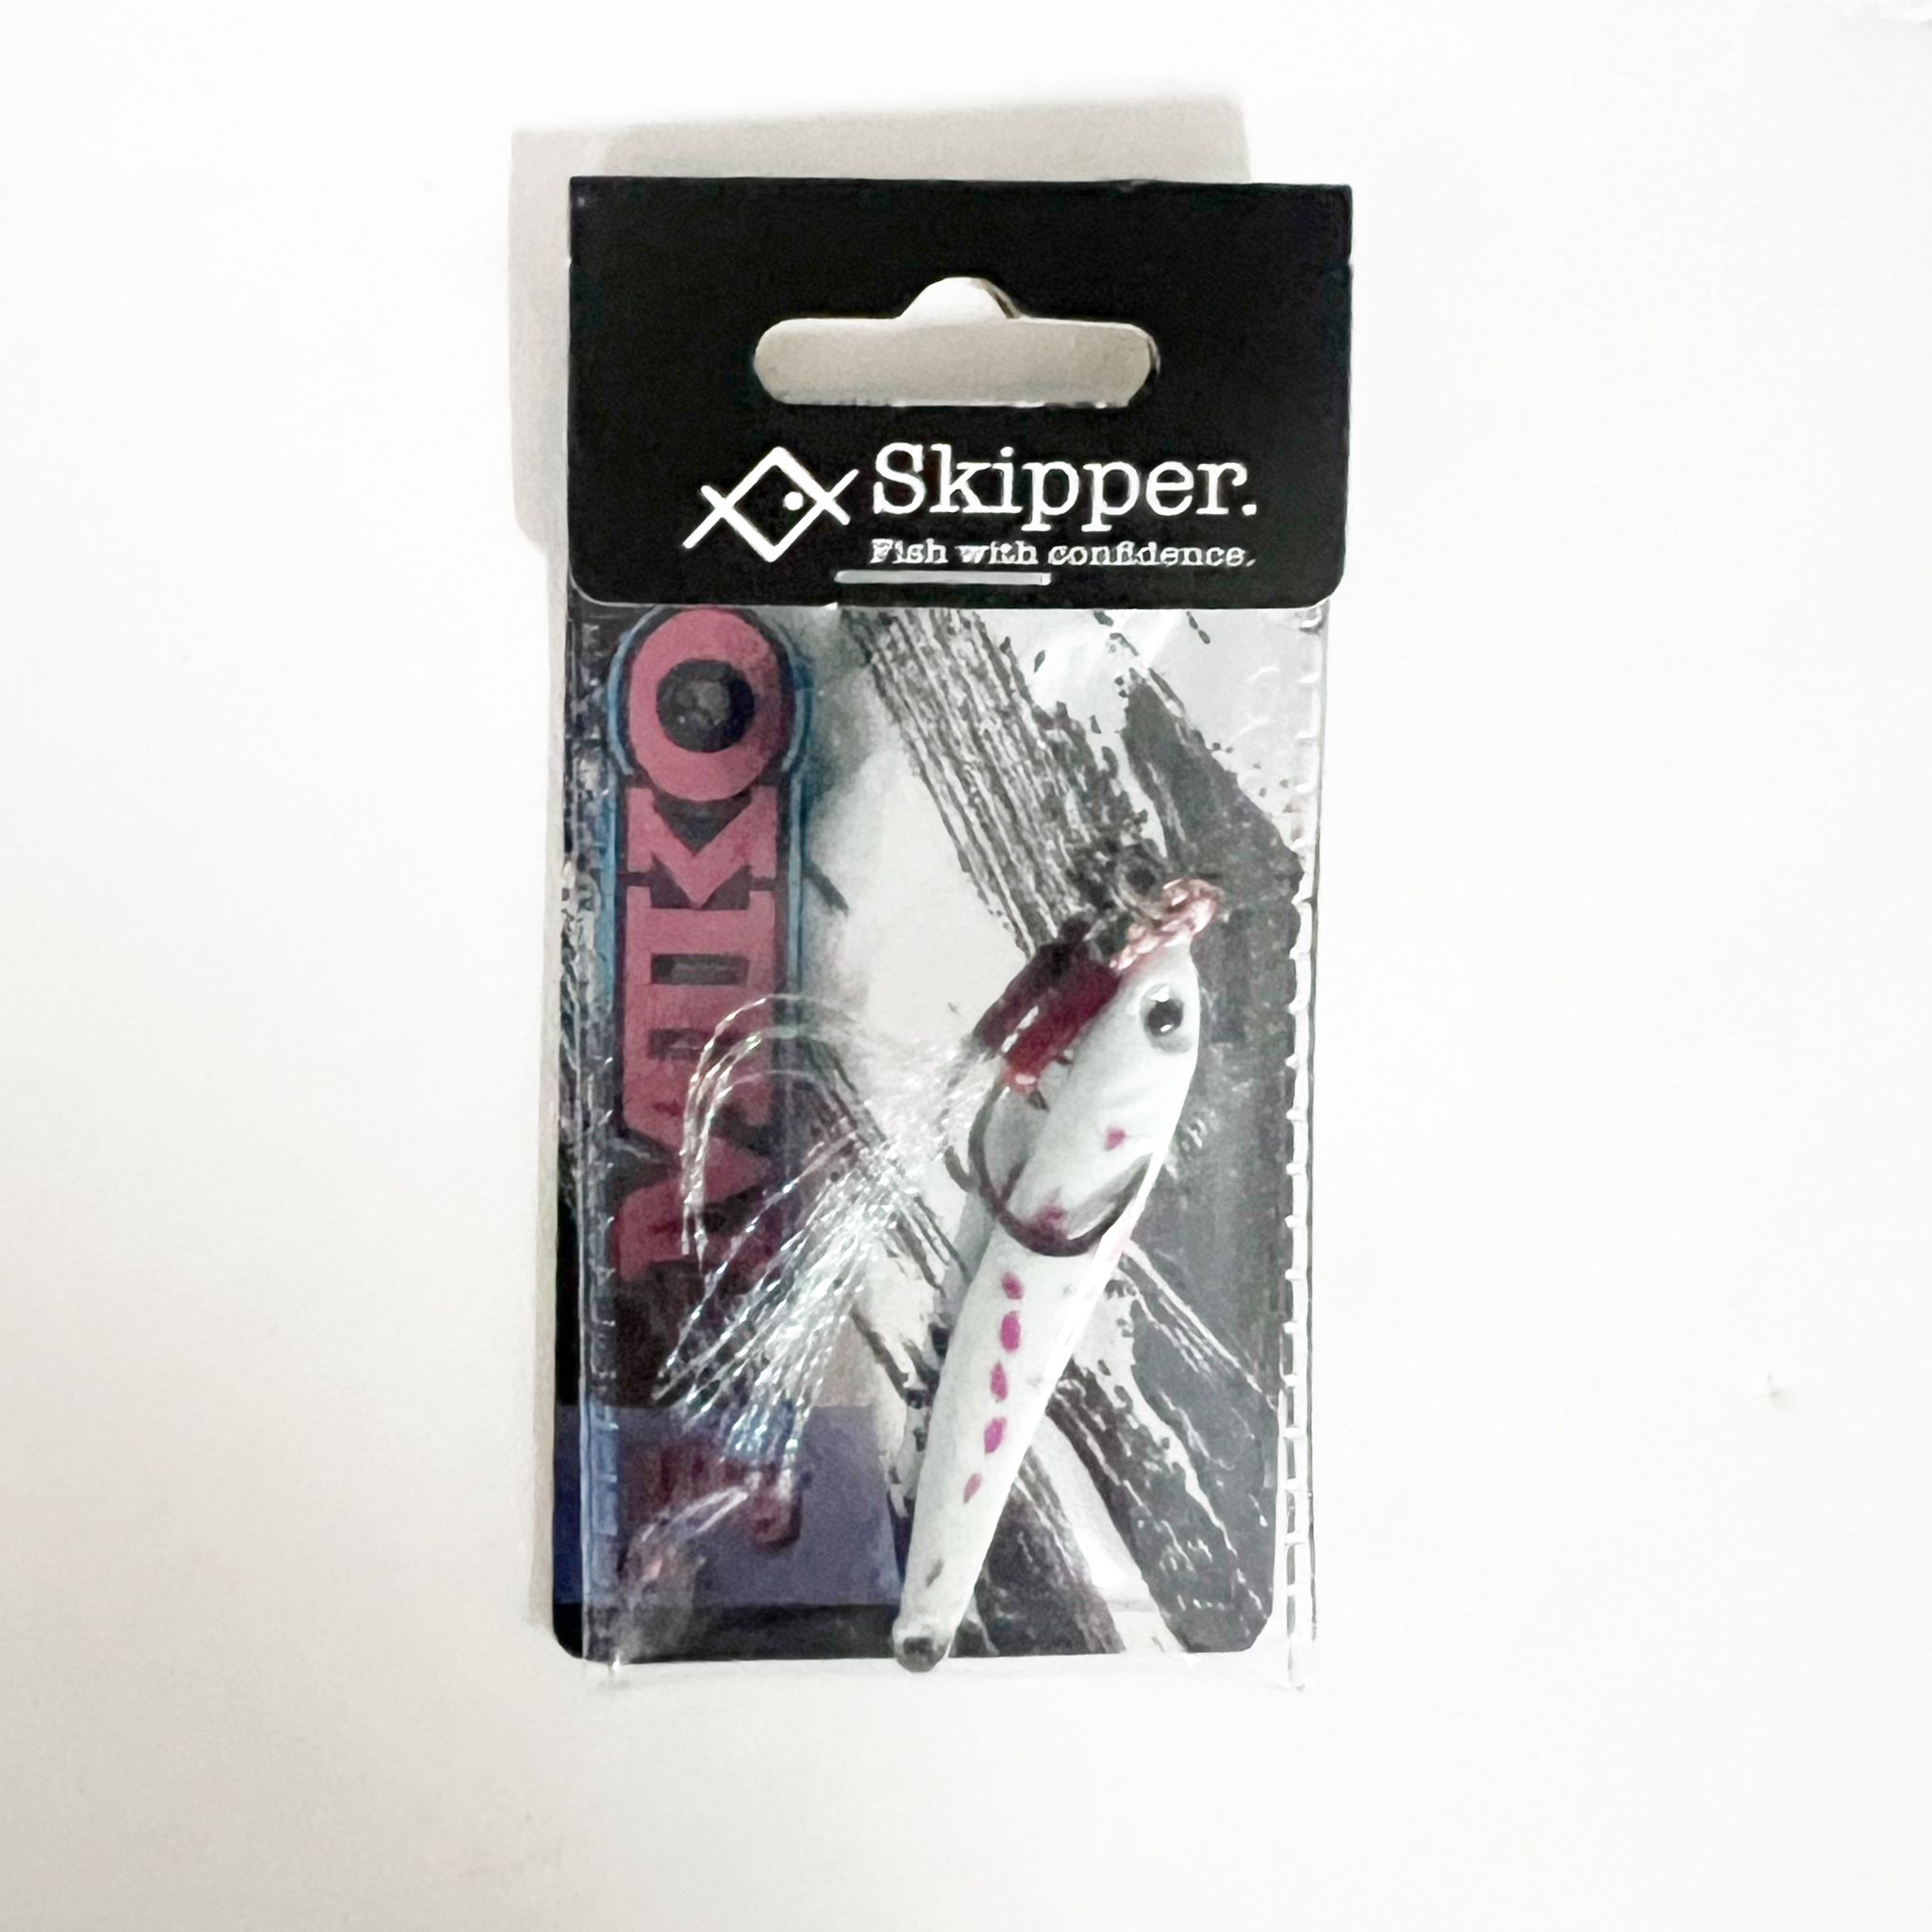 Skipper.
Fish with confidence.